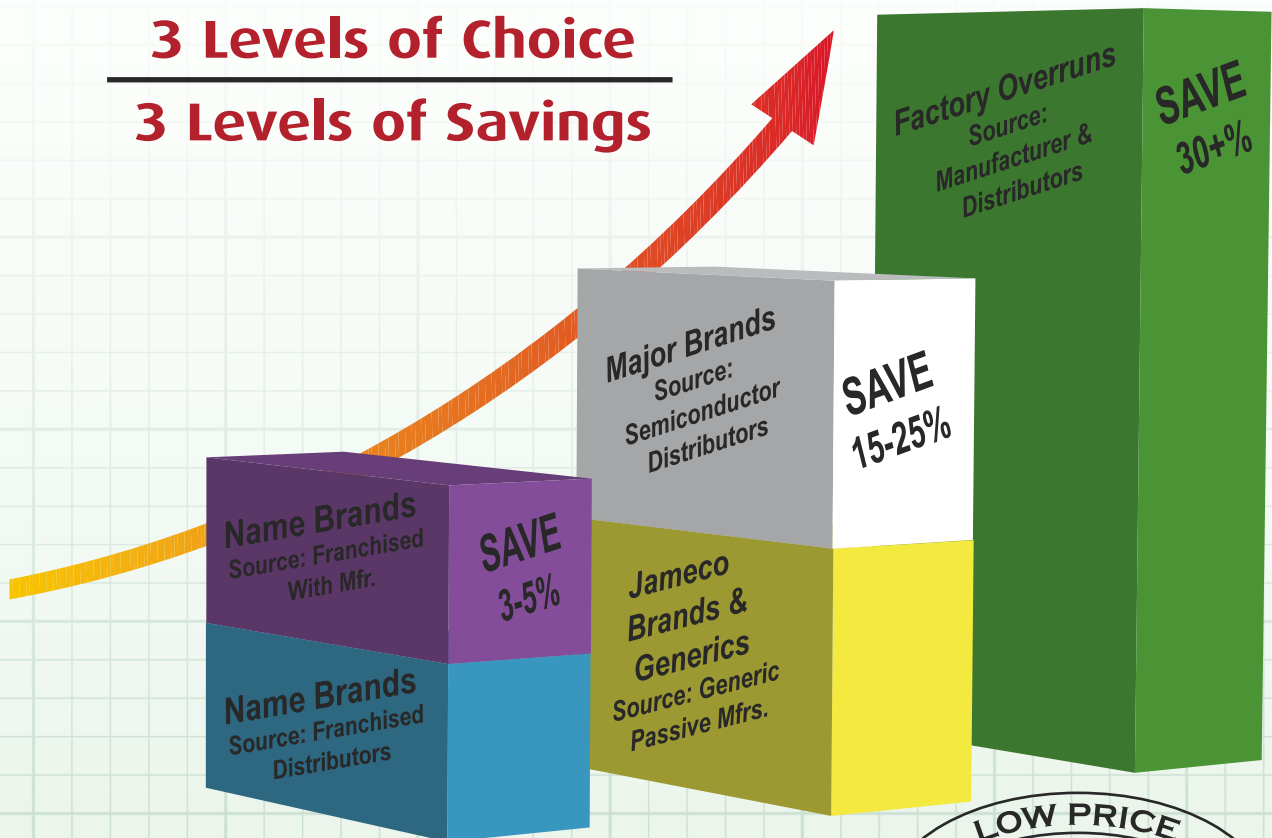 3 Levels of Choice
3 Levels of Savings
Name Brands
Source: Franchised
With Mfr.
SAVE
3-5%
Name Brands
Source: Franchised
Distributors
Major Brands
Source:
Semiconductor
Distributors
SAVE
15-25%
Jameco
Brands &
Generics
Source: Generic
Passive Mfrs.
Factory Overruns
Source:
Manufacturer &
Distributors
SAVE
30+%
LOW PRICE